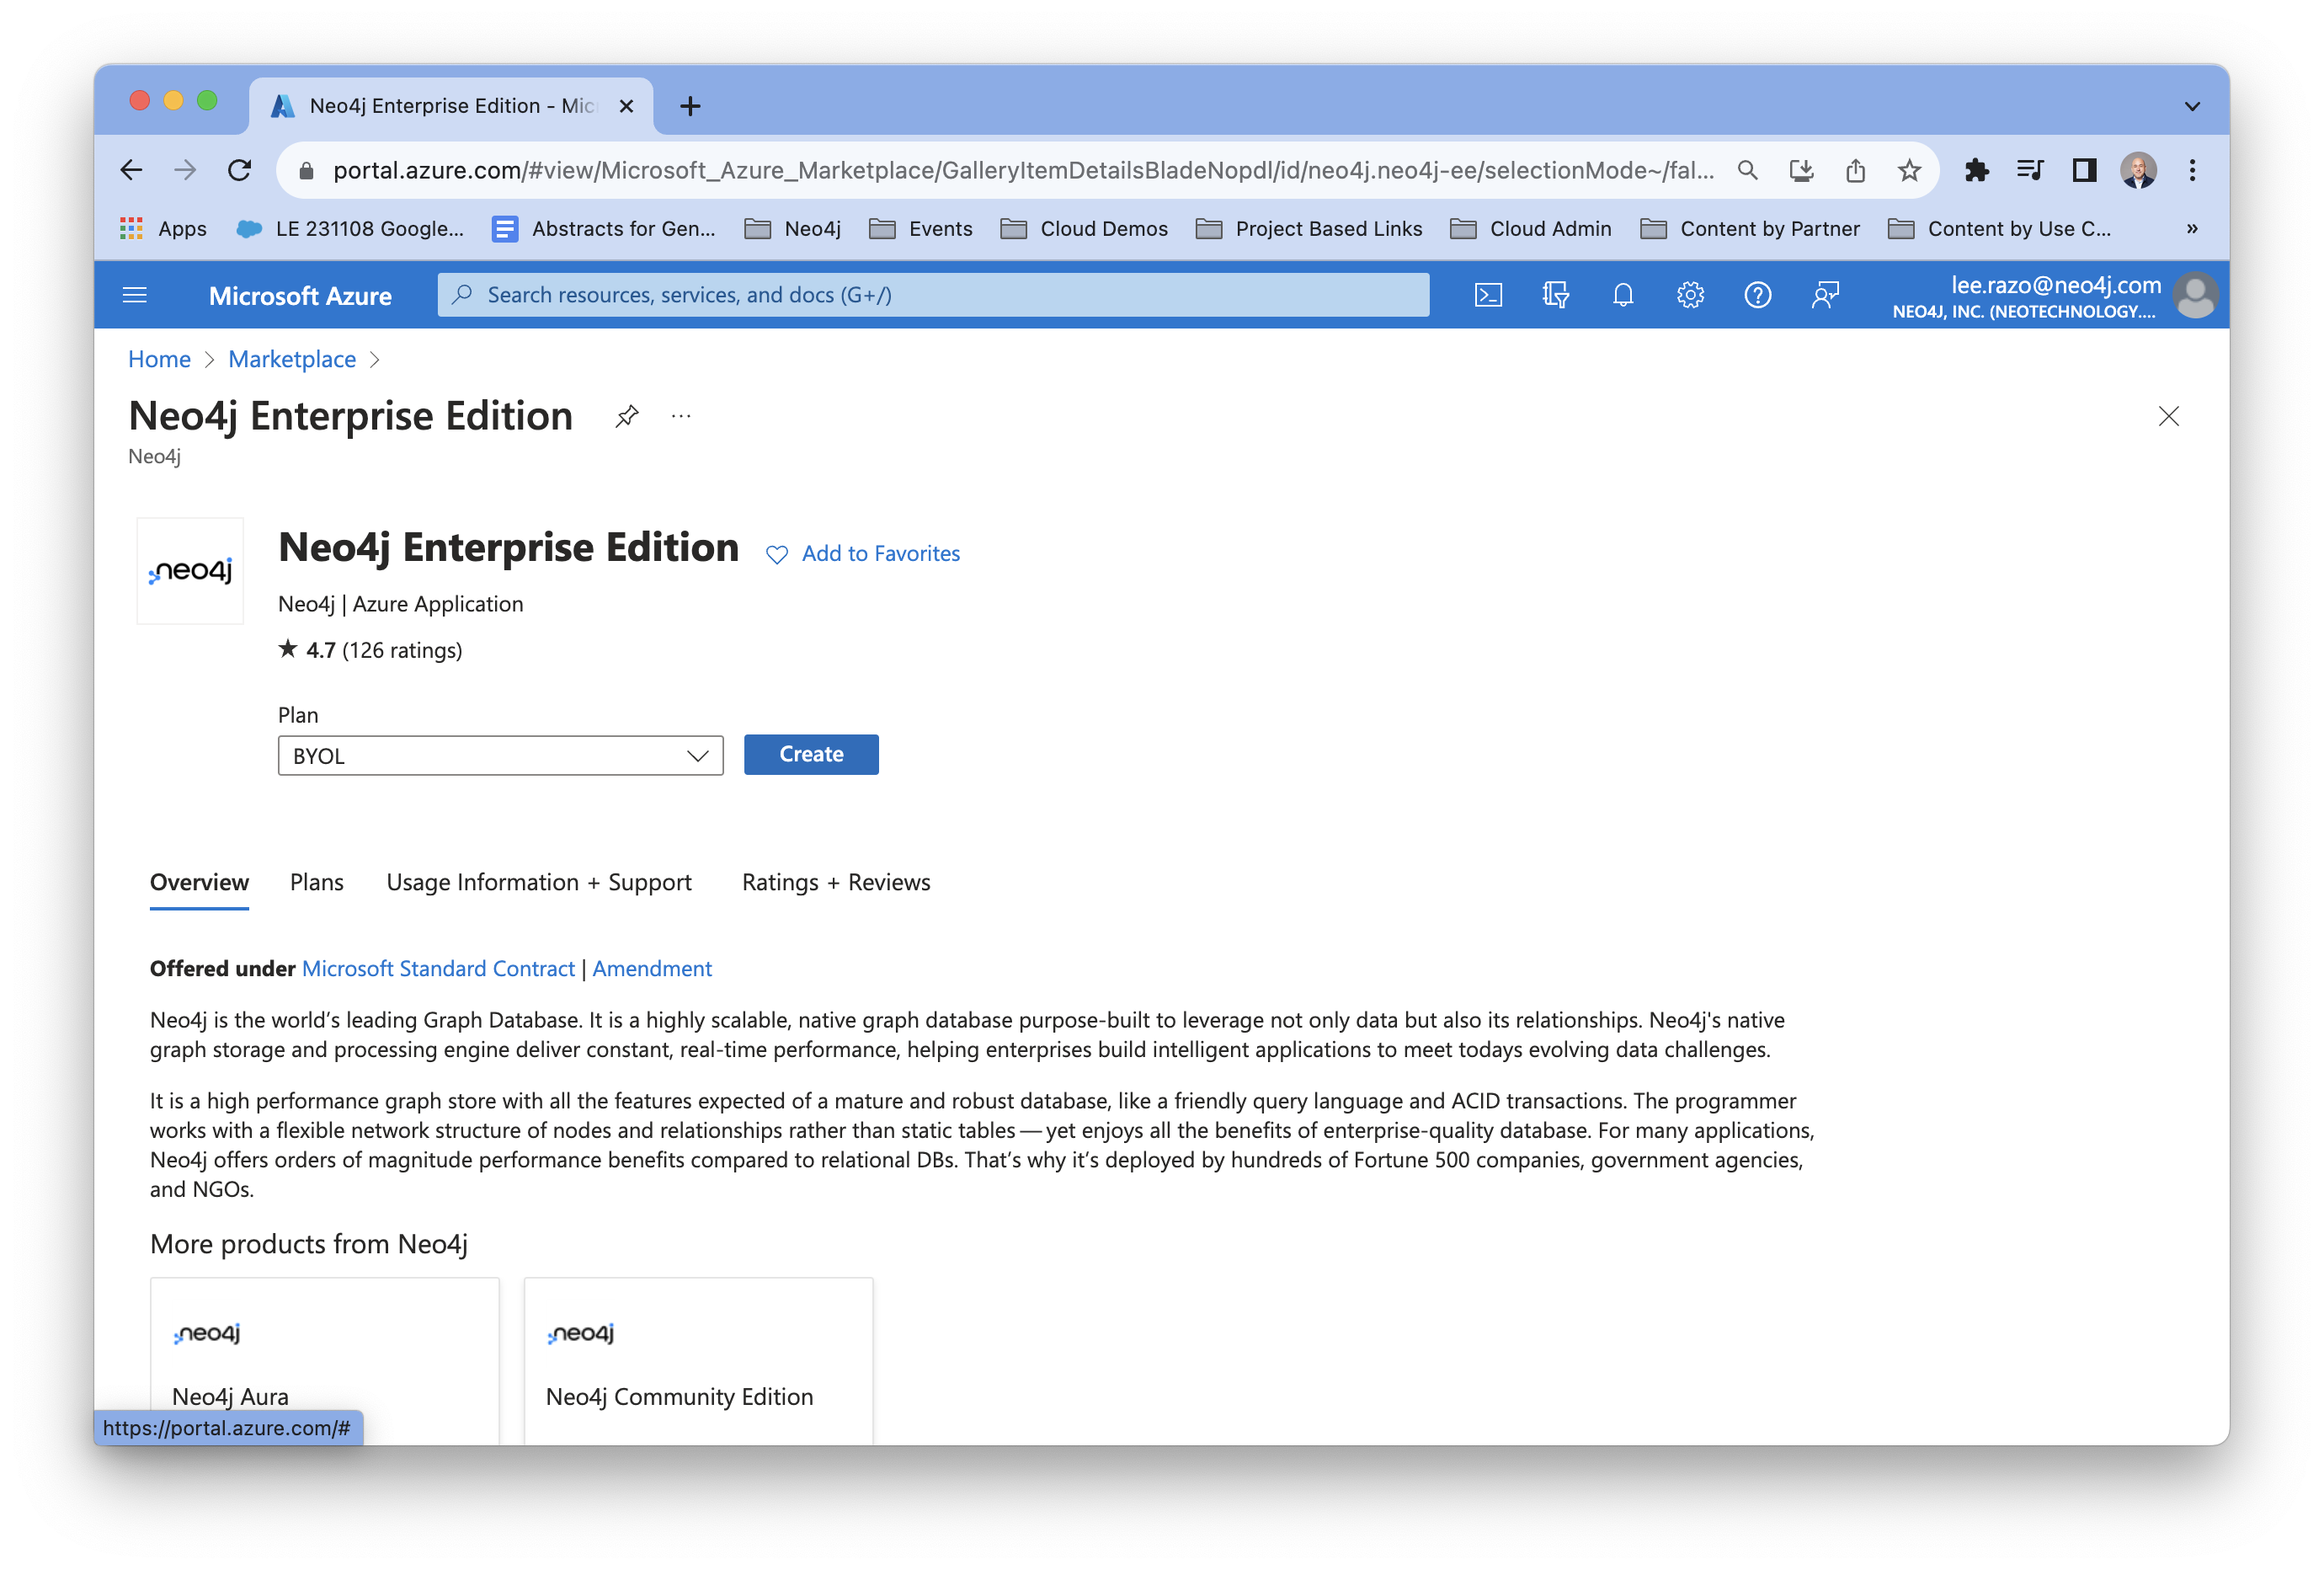 Neo4j Enterprise Edition - Mic
portal.azure.com/#view/Microsoft_Azure_Marketplace/GalleryItemDetailsBladeNopdl/id/neo4j.neo4j-ee/selectionMode~/fal...
Apps
LE 231108 Google...
Abstracts for Gen...
Neo4j
Events
Cloud Demos
Project Based Links
Cloud Admin
Content by Partner
Content by Use C...
»
Microsoft Azure
Search resources, services, and docs (G+/)
lee.razo@neo4j.com
NEO4J, INC. (NEOTECHNOLOGY....
Home > Marketplace >
Neo4j Enterprise Edition
Neo4j
neo4j
Neo4j Enterprise Edition
Add to Favorites
Neo4j | Azure Application
★ 4.7 (126 ratings)
Plan
BYOL
Create
Overview
Plans
Usage Information + Support
Ratings + Reviews
Offered under Microsoft Standard Contract | Amendment
Neo4j is the world’s leading Graph Database. It is a highly scalable, native graph database purpose-built to leverage not only data but also its relationships. Neo4j's native
graph storage and processing engine deliver constant, real-time performance, helping enterprises build intelligent applications to meet todays evolving data challenges.
It is a high performance graph store with all the features expected of a mature and robust database, like a friendly query language and ACID transactions. The programmer
works with a flexible network structure of nodes and relationships rather than static tables — yet enjoys all the benefits of enterprise-quality database. For many applications,
Neo4j offers orders of magnitude performance benefits compared to relational DBs. That’s why it’s deployed by hundreds of Fortune 500 companies, government agencies,
and NGOs.
More products from Neo4j
neo4j
Neo4j Aura
neo4j
Neo4j Community Edition
https://portal.azure.com/#